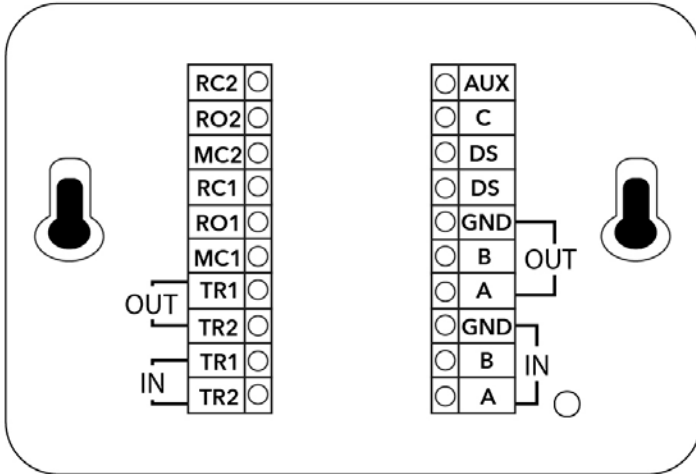 RC2
RO2
MC2
RC1
RO1
MC1
TR1
TR2
TR1
TR2
OUT
IN
AUX
C
DS
DS
GND
B
A
GND
B
A
OUT
IN